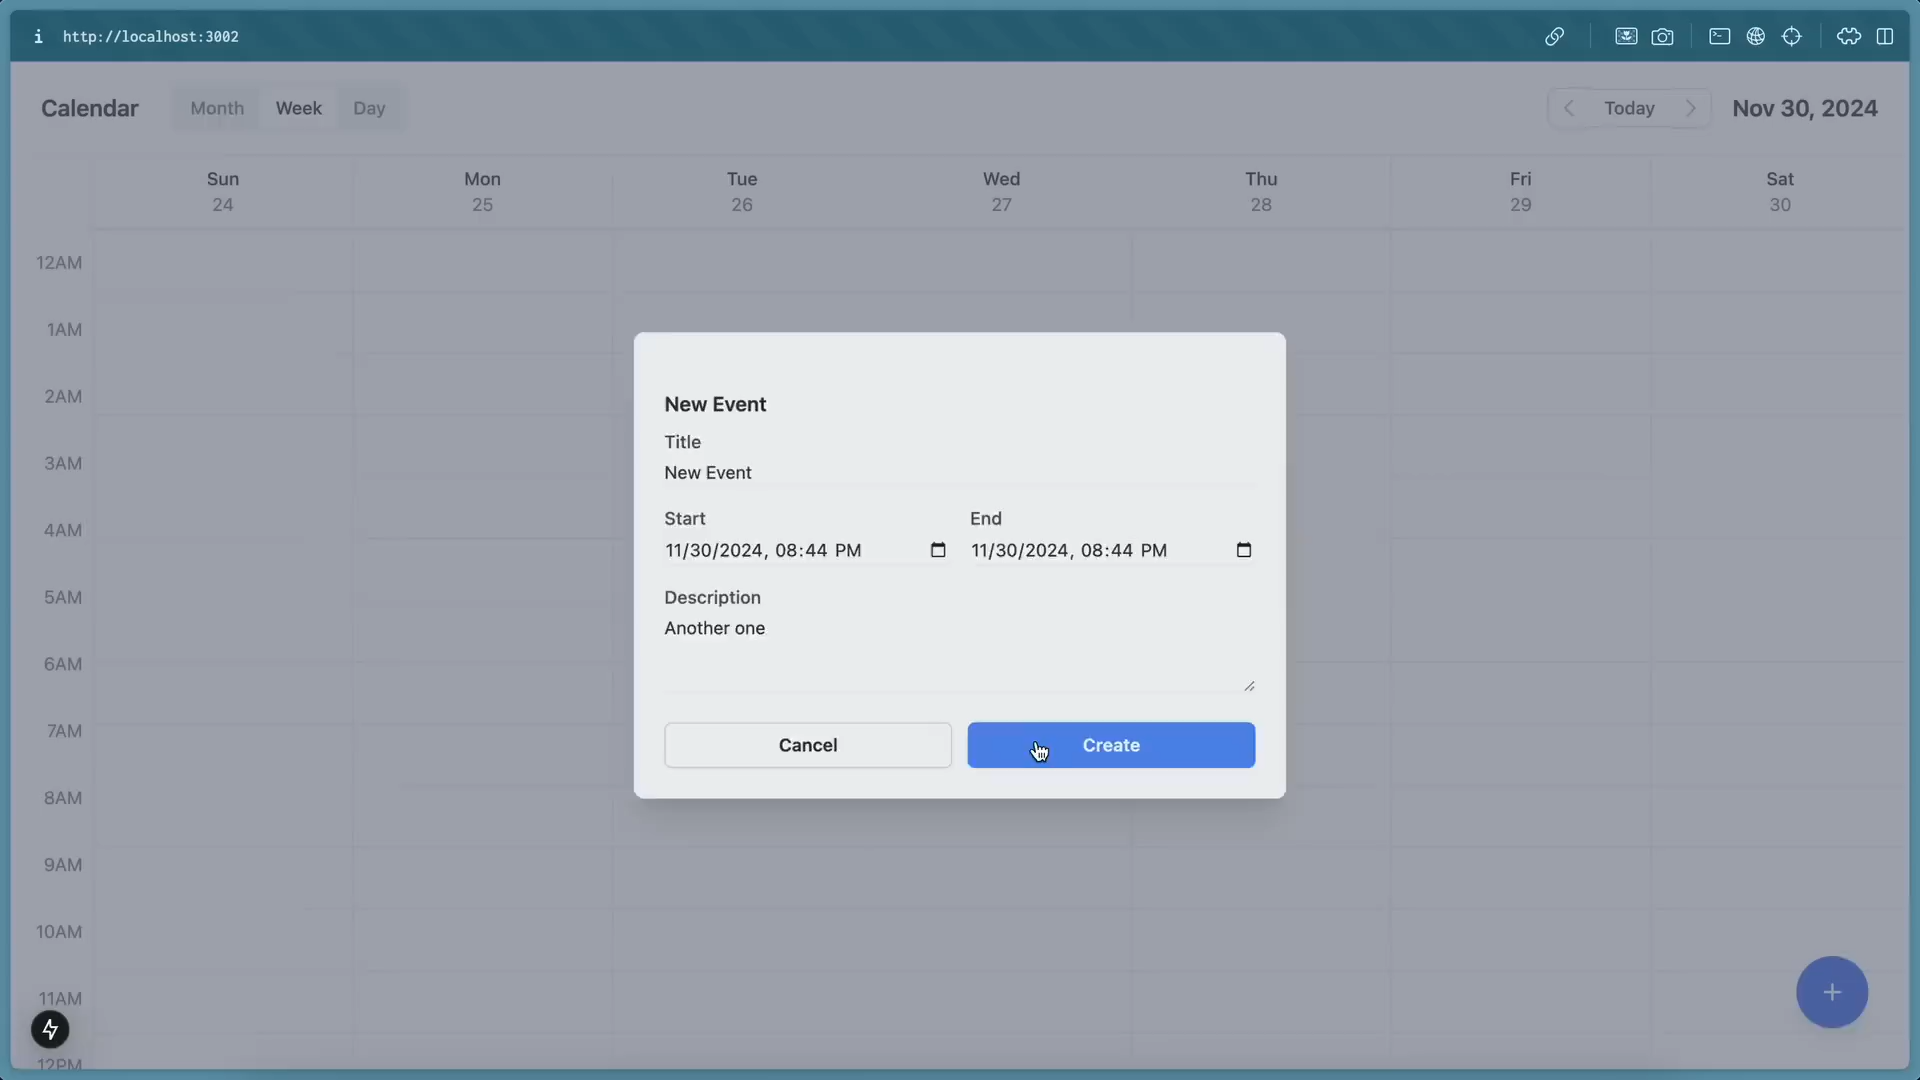 i http://localhost:3002
Calendar Month Week Day Today Nov 30, 2024
Sun Mon Tue Wed Thu Fri Sat
24 25 26 27 28 29 30
12AM
1AM
2AM
3AM
4AM
5AM
6AM
7AM
8AM
9AM
10AM
11AM
12PM
New Event
Title
New Event
Start End
11/30/2024, 08:44 PM 11/30/2024, 08:44 PM
Description
Another one
Cancel Create
+